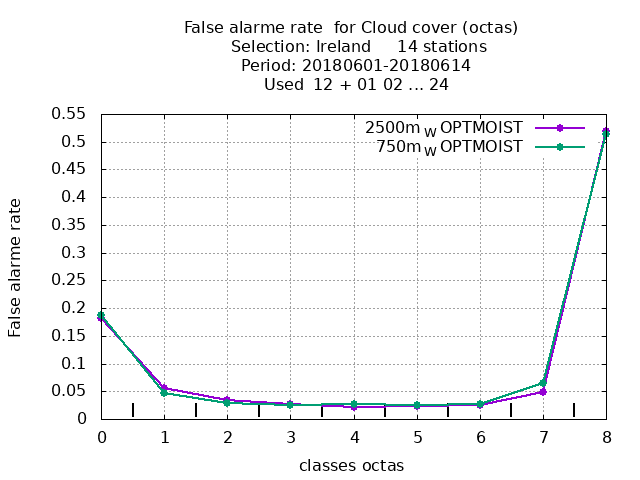 False alarme rate  for Cloud cover (octas)
Selection: Ireland     14 stations
Period: 20180601-20180614
Used  12 + 01 02 ... 24
2500m W OPTMOIST
750m W OPTMOIST
False alarme rate
0.55
0.5
0.45
0.4
0.35
0.3
0.25
0.2
0.15
0.1
0.05
0
0 1 2 3 4 5 6 7 8
classes octas